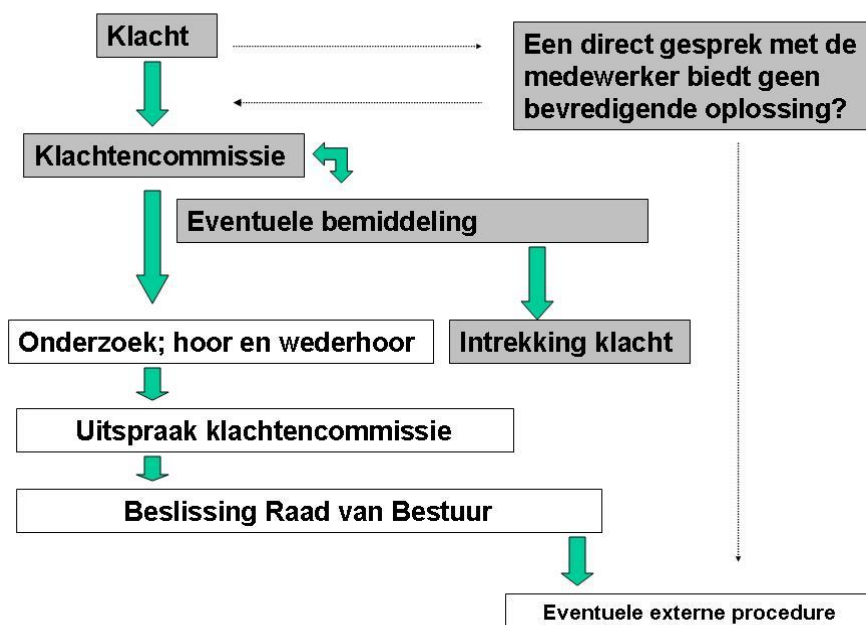 Klacht
Een direct gesprek met de
medewerker biedt geen
bevredigende oplossing?
Klachtencommissie
Eventuele bemiddeling
Onderzoek; hoor en wederhoor
Intrekking klacht
Uitspraak klachtencommissie
Beslissing Raad van Bestuur
Eventuele externe procedure